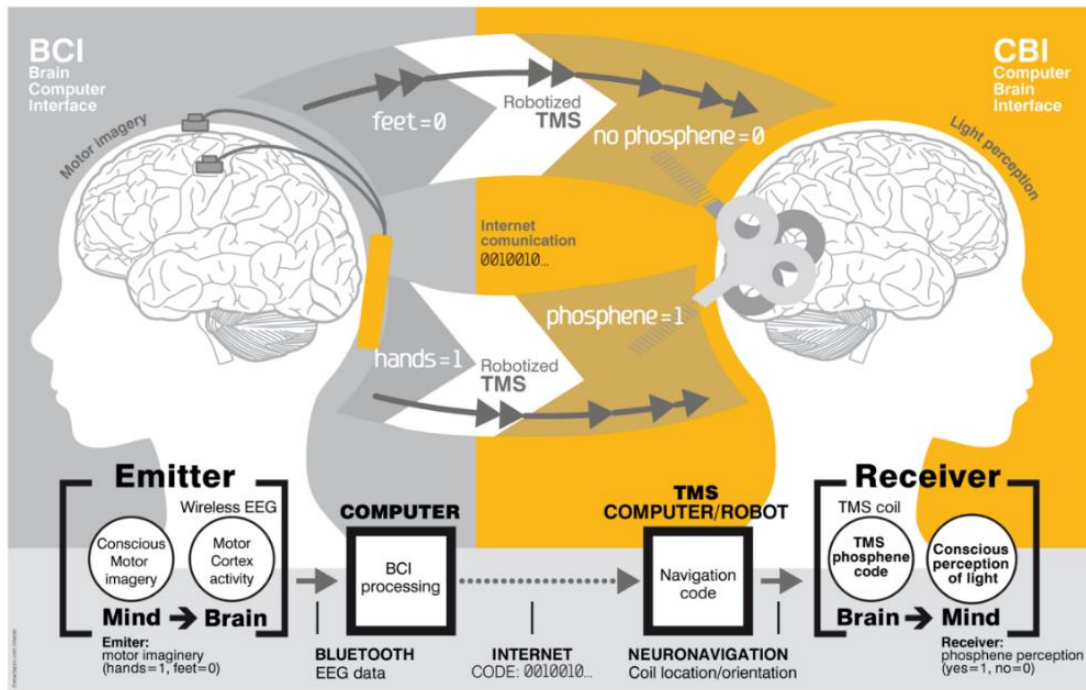 BCI
Brain
Computer
Interface
CBI
Computer
Brain
Interface
Motor imagery
Light perception
feet=0
Robotized
TMS
no phosphene=0
Internet
comunication
0010010...
phosphene=1
hands=1
Robotized
TMS
Emitter
Wireless EEG
Conscious
Motor
imagery
Motor
Cortex
activity
Mind → Brain
Emiter:
motor imaginery
(hands=1, feet=0)
COMPUTER
BCI
processing
BLUETOOTH
EEG data
INTERNET
CODE: 0010010...
TMS
COMPUTER/ROBOT
Navigation
code
NEURONAVIGATION
Coil location/orientation
Receiver
TMS coil
TMS
phosphene
code
Conscious
perception
of light
Brain → Mind
Receiver:
phosphene perception
(yes=1, no=0)